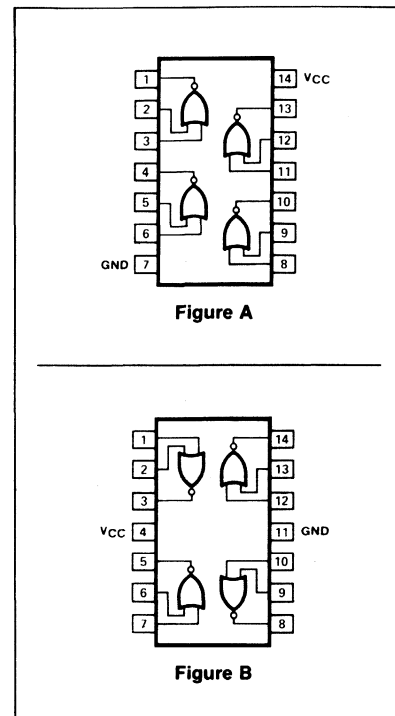 1 14 VCC
2 13
3 12
4 11
5 10
6 9
GND 7 8
Figure A
1 14
2 13
3 12
VCC 4 11 GND
5 10
6 9
7 8
Figure B